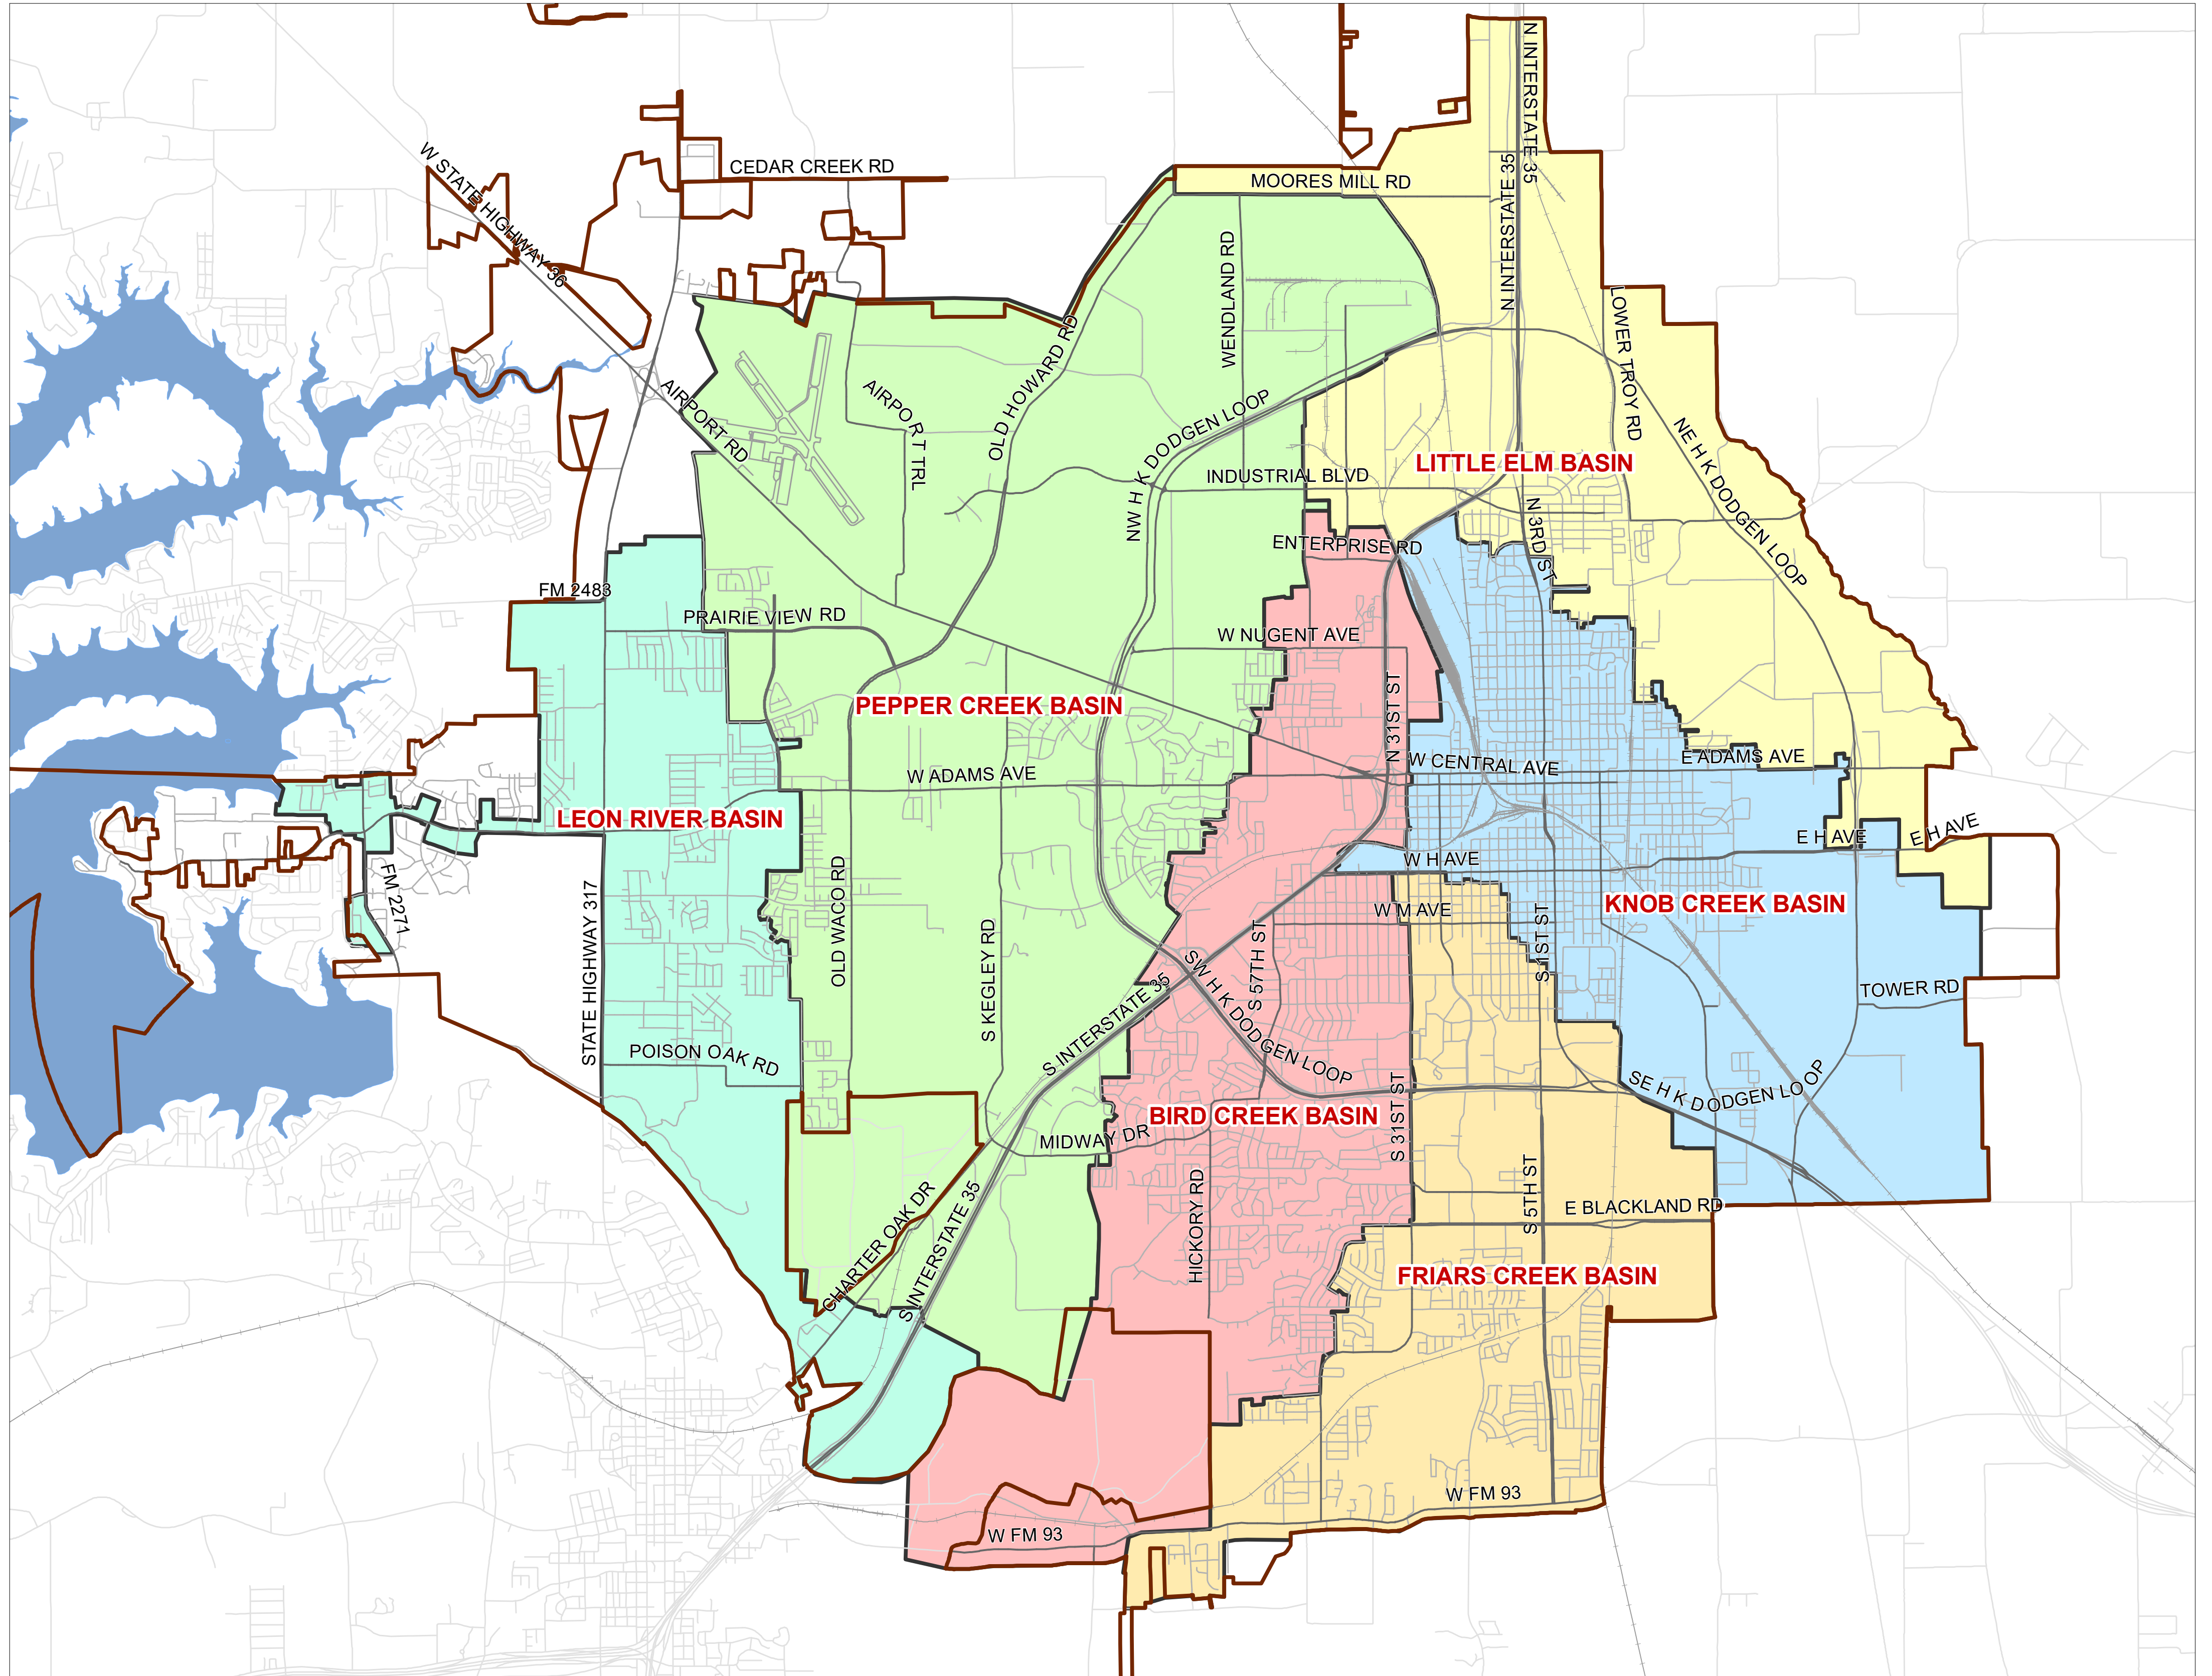 N INTERSTATE 35
W STATE HIGHWAY 36
CEDAR CREEK RD
MOORES MILL RD
N INTERSTATE 35
WENDLAND RD
LOWER TROY RD
OLD HOWARD RD
AIRPORT RD
AIRPORT TRL
NW H K DODGEN LOOP
NE H K DODGEN LOOP
LITTLE ELM BASIN
INDUSTRIAL BLVD
N 3RD ST
ENTERPRISE RD
FM 2483
PRAIRIE VIEW RD
W NUGENT AVE
PEPPER CREEK BASIN
N 31ST ST
W CENTRAL AVE
E ADAMS AVE
W ADAMS AVE
LEON RIVER BASIN
E H AVE
E H AVE
W H AVE
FM 2271
STATE HIGHWAY 317
OLD WACO RD
KNOB CREEK BASIN
W M AVE
S 1ST ST
S 57TH ST
S KEGLEY RD
SW H K DODGEN LOOP
TOWER RD
S INTERSTATE 35
POISON OAK RD
SE H K DODGEN LOOP
BIRD CREEK BASIN
S 31ST ST
MIDWAY DR
HICKORY RD
S 5TH ST
E BLACKLAND RD
CHARTER OAK DR
S INTERSTATE 35
FRIARS CREEK BASIN
W FM 93
W FM 93